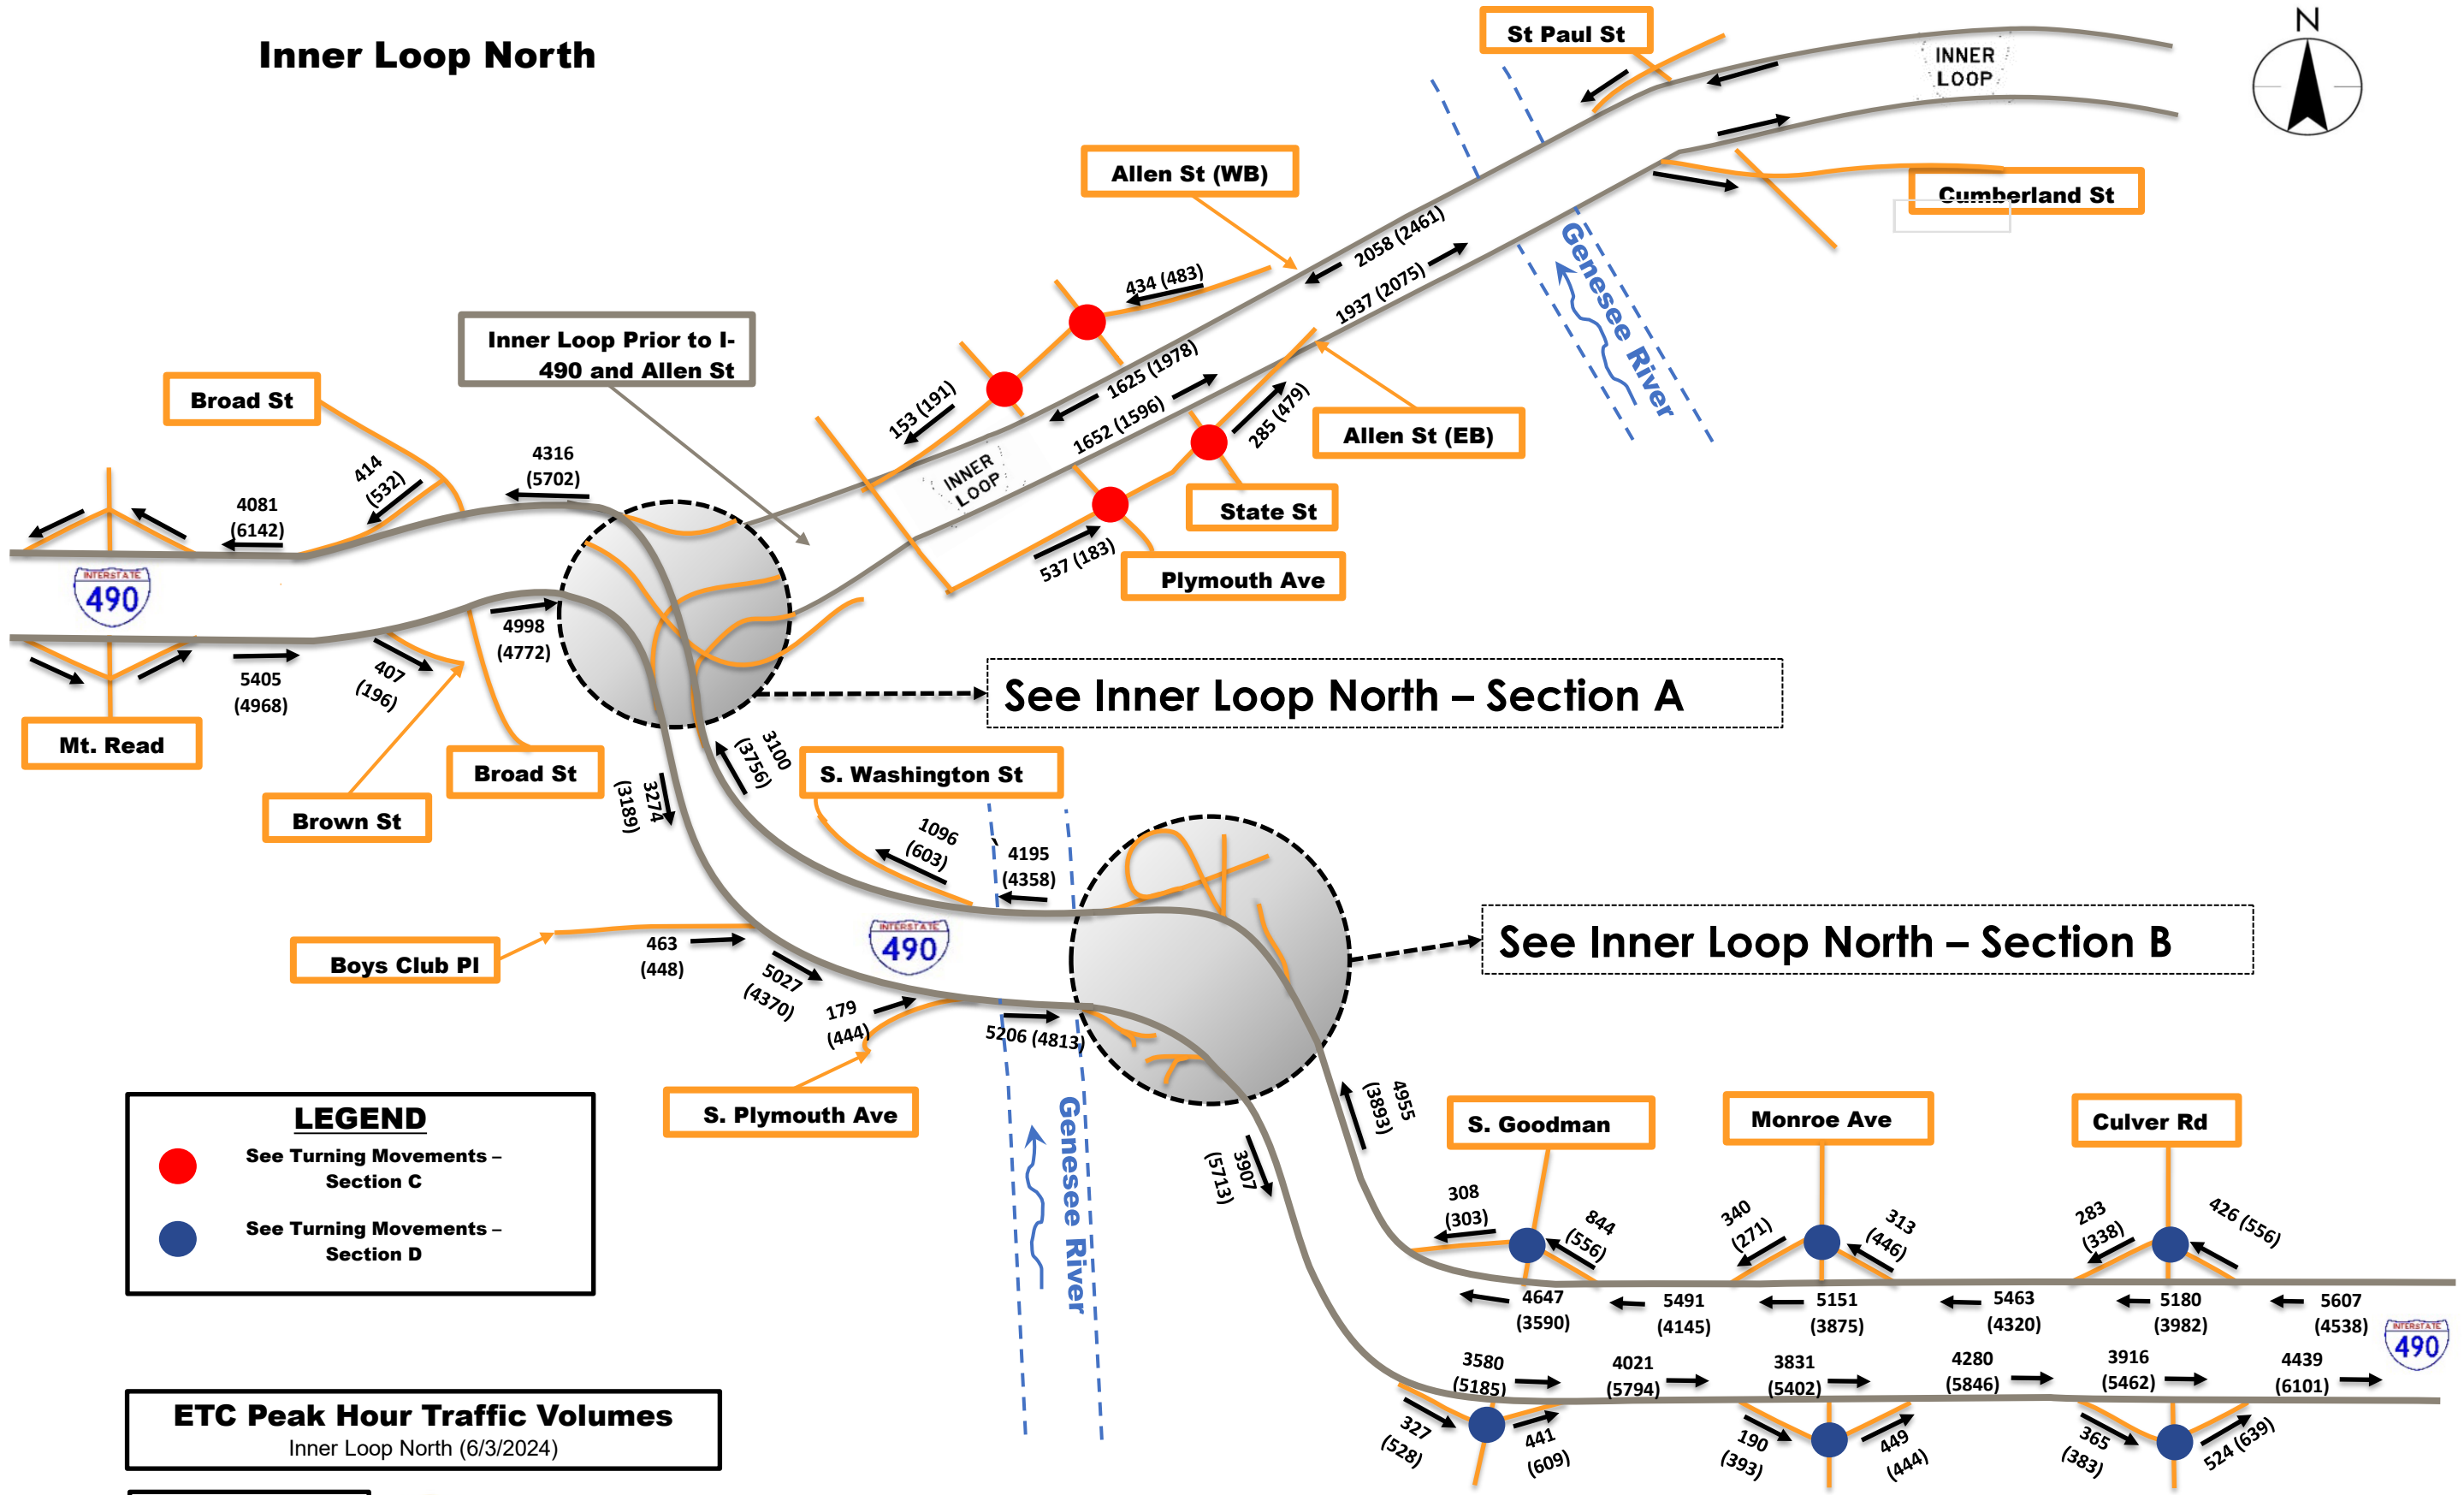 Inner Loop North
St Paul St
N
INNER
LOOP
Allen St (WB)
Cumberland St
2058 (2461)
1937 (2075)
Genesee River
434 (483)
Inner Loop Prior to I-
490 and Allen St
1625 (1978)
1652 (1596)
153 (191)
285 (479)
Allen St (EB)
Broad St
INNER
LOOP
State St
537 (183)
Plymouth Ave
414
(532)
4316
(5702)
4081
(6142)
INTERSTATE
490
4998
(4772)
5405
(4968)
407
(196)
Mt. Read
Broad St
Brown St
See Inner Loop North – Section A
3100
(3756)
3274
(3189)
S. Washington St
1096
(603)
4195
(4358)
INTERSTATE
490
See Inner Loop North – Section B
Boys Club Pl
463
(448)
5027
(4370)
179
(444)
5206 (4813)
S. Plymouth Ave
Genesee River
LEGEND
See Turning Movements –
Section C
See Turning Movements –
Section D
4955
(3893)
3907
(5713)
S. Goodman
Monroe Ave
Culver Rd
308
(303)
844
(556)
340
(271)
313
(446)
283
(338)
426 (556)
4647
(3590)
5491
(4145)
5151
(3875)
5463
(4320)
5180
(3982)
5607
(4538)
INTERSTATE
490
3580
(5185)
4021
(5794)
3831
(5402)
4280
(5846)
3916
(5462)
4439
(6101)
327
(528)
441
(609)
190
(393)
449
(444)
365
(383)
524 (639)
ETC Peak Hour Traffic Volumes
Inner Loop North (6/3/2024)